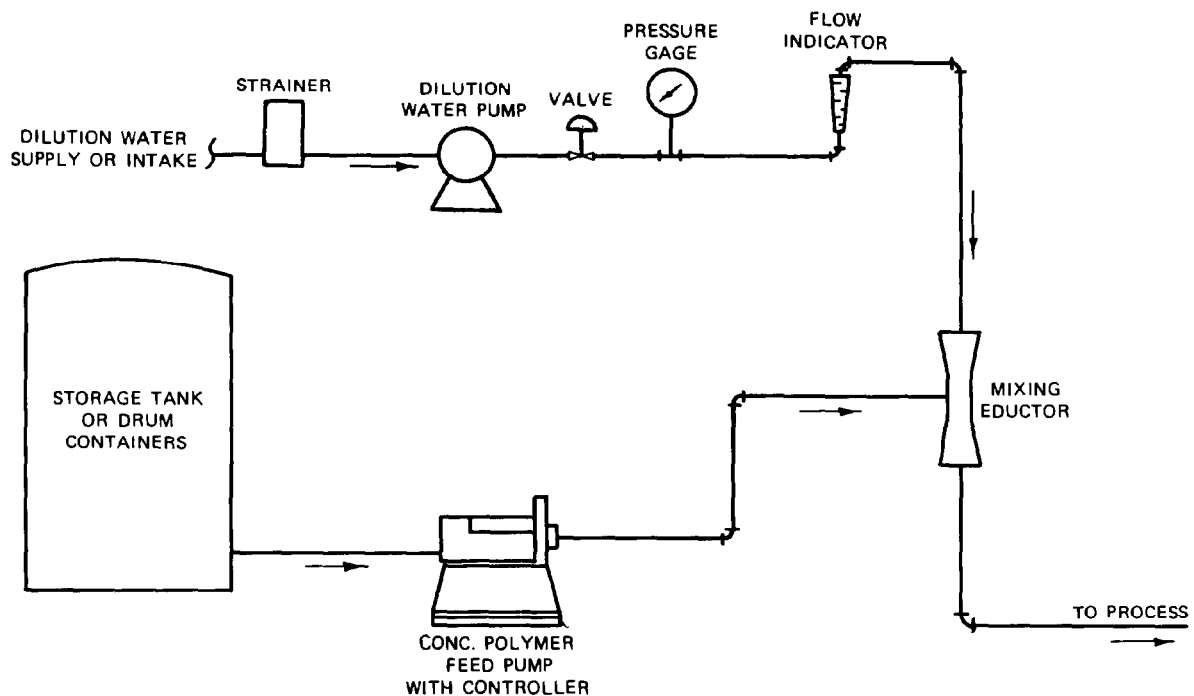 FLOW
INDICATOR
PRESSURE
GAGE
STRAINER
DILUTION
WATER PUMP
VALVE
DILUTION WATER
SUPPLY OR INTAKE
STORAGE TANK
OR DRUM
CONTAINERS
MIXING
EDUCTOR
TO PROCESS
CONC. POLYMER
FEED PUMP
WITH CONTROLLER